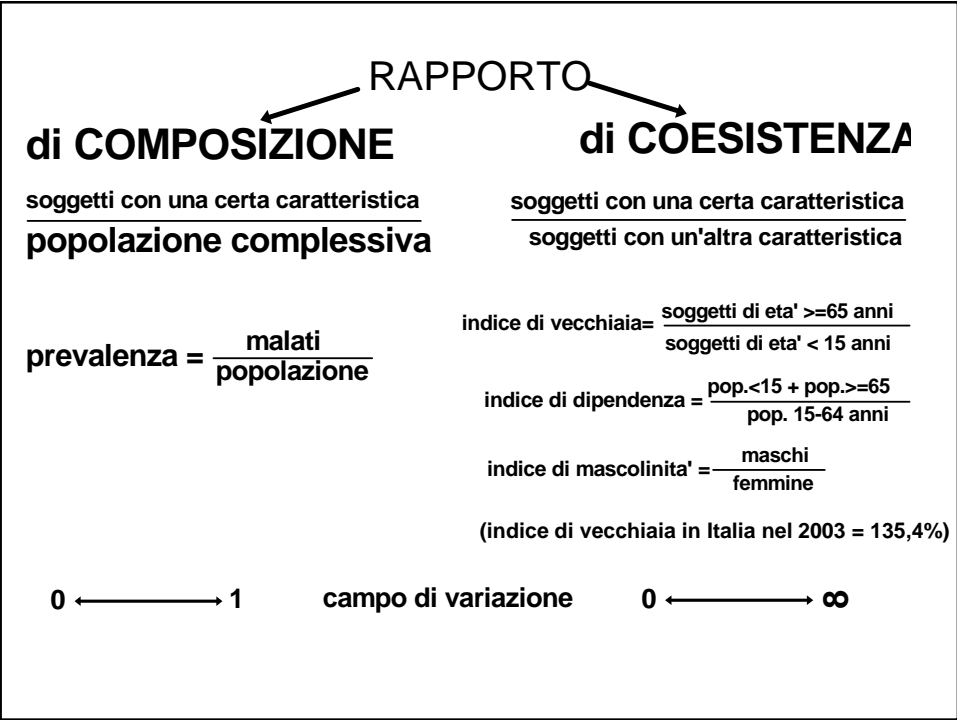 RAPPORTO
di COMPOSIZIONE
soggetti con una certa caratteristica
popolazione complessiva
prevalenza = malati
popolazione
di COESISTENZA
soggetti con una certa caratteristica
soggetti con un'altra caratteristica
indice di vecchiaia= soggetti di eta' >=65 anni
soggetti di eta' < 15 anni
indice di dipendenza = pop.<15 + pop.>=65
pop. 15-64 anni
indice di mascolinita' = maschi
femmine
(indice di vecchiaia in Italia nel 2003 = 135,4%)
0 ⟷ 1 campo di variazione 0 ⟷ ∞